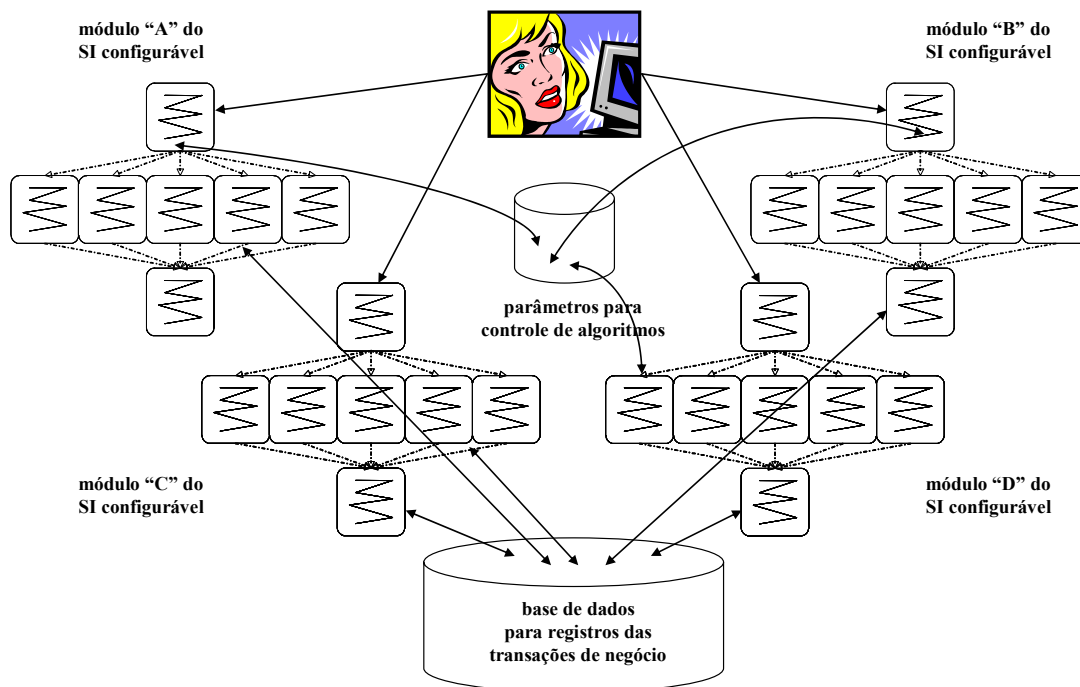 módulo “A” do
SI configurável
módulo “B” do
SI configurável
parâmetros para
controle de algoritmos
módulo “C” do
SI configurável
módulo “D” do
SI configurável
base de dados
para registros das
transações de negócio